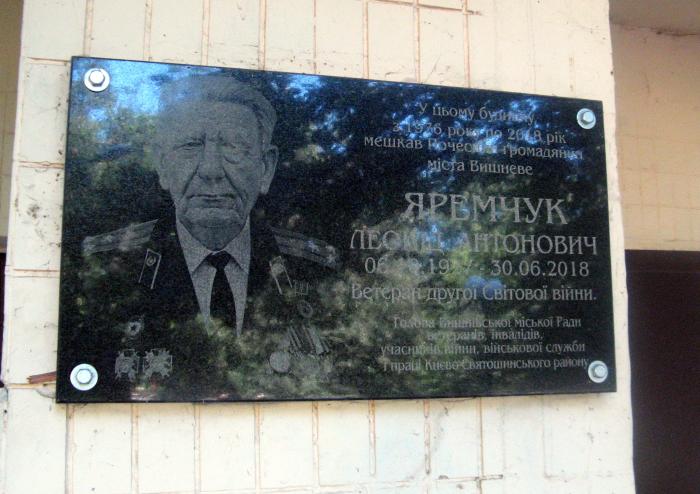 У цьому будинку
з 1976 року по 2018 рік
мешкав Почесний громадянин
міста Вишневе
ЯРЕМЧУК
ЛЕОНІД АНТОНОВИЧ
30.06.2018
Ветеран другої Світової війни.
Голова Вишнівської міської Ради
ветеранів, інвалідів,
учасників війни, військової служби
і праці Києво-Святошинського району